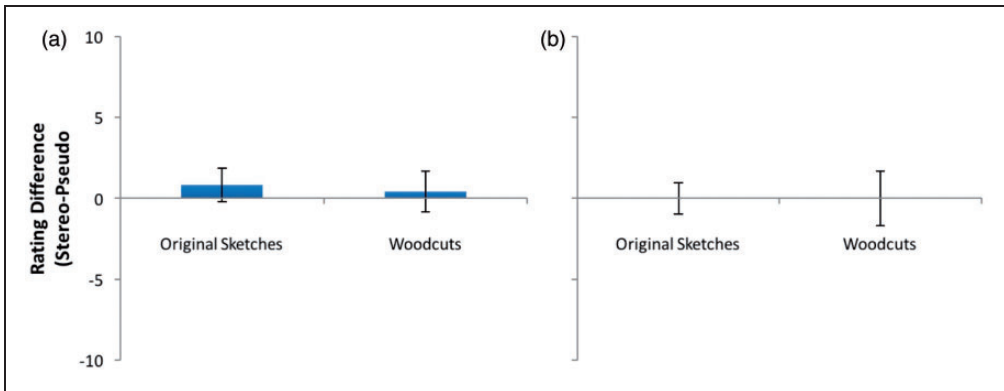 (a)
(b)
10
5
0
-5
-10
Rating Difference
(Stereo-Pseudo
Original Sketches
Woodcuts
Original Sketches
Woodcuts